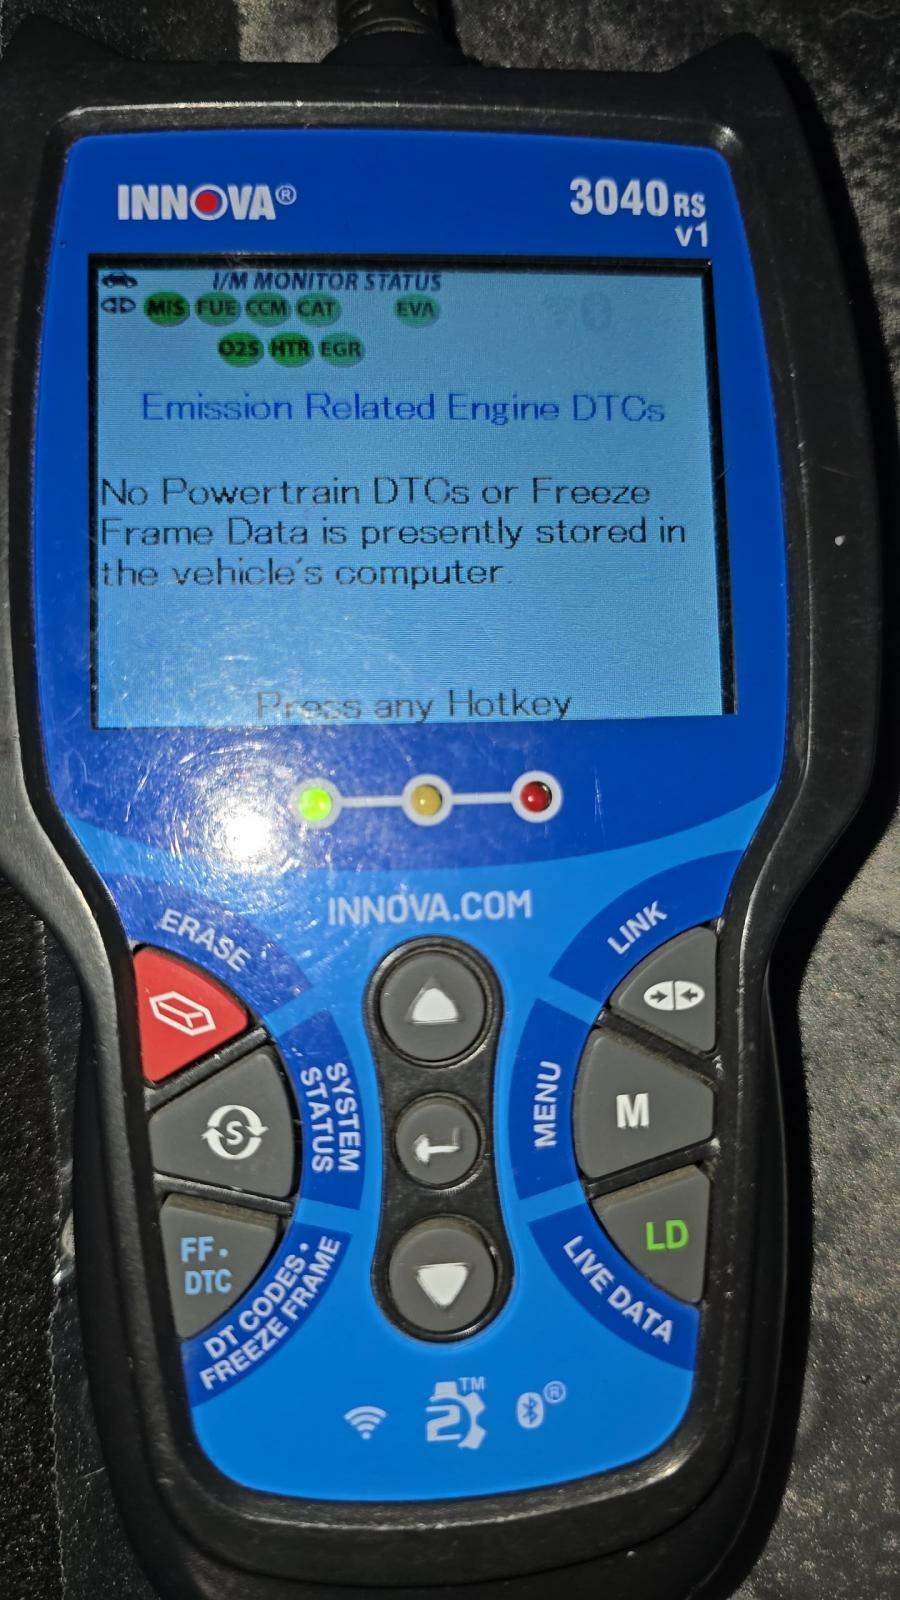 INNOVA®
3040RS
v1
I/M MONITOR STATUS
MIS FUE CCM CAT EVA
O2S HTR EGR
Emission Related Engine DTCs
No Powertrain DTCs or Freeze
Frame Data is presently stored in
the vehicle's computer.
Press any Hotkey
INNOVA.COM
ERASE
LINK
S
SYSTEM
STATUS
MENU
M
FF•
DTC
DT CODES •
FREEZE FRAME
LD
LIVE DATA
2™
®